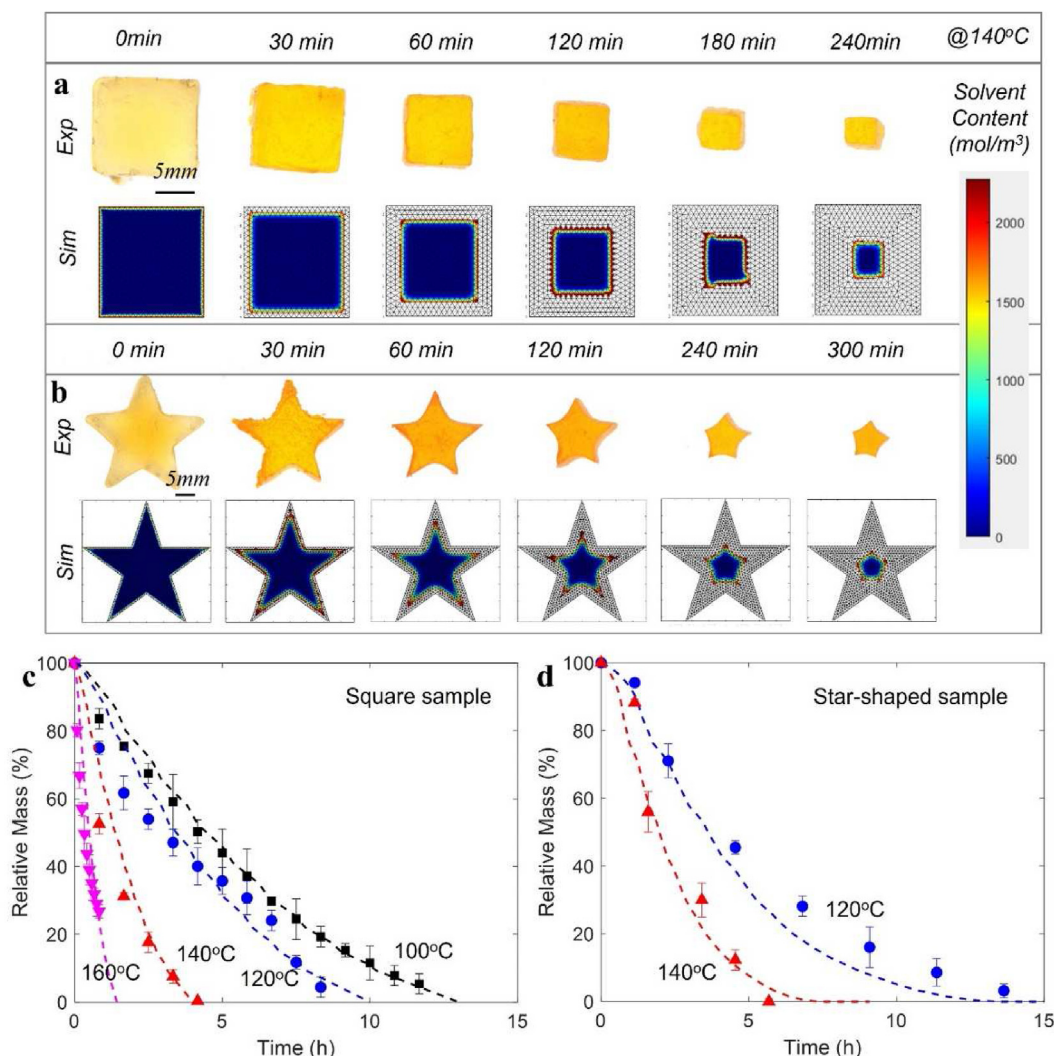 0min 30 min 60 min 120 min 180 min 240min @140°C
a
Exp
5mm
Solvent
Content
(mol/m³)
Sim
2000
1500
1000
500
0
0 min 30 min 60 min 120 min 240 min 300 min
b
Exp
5mm
Sim
c
Square sample
Relative Mass (%)
100
80
60
40
20
0
160°C
140°C
120°C
100°C
0 5 10 15
Time (h)
d
Star-shaped sample
Relative Mass (%)
100
80
60
40
20
0
140°C
120°C
0 5 10 15
Time (h)